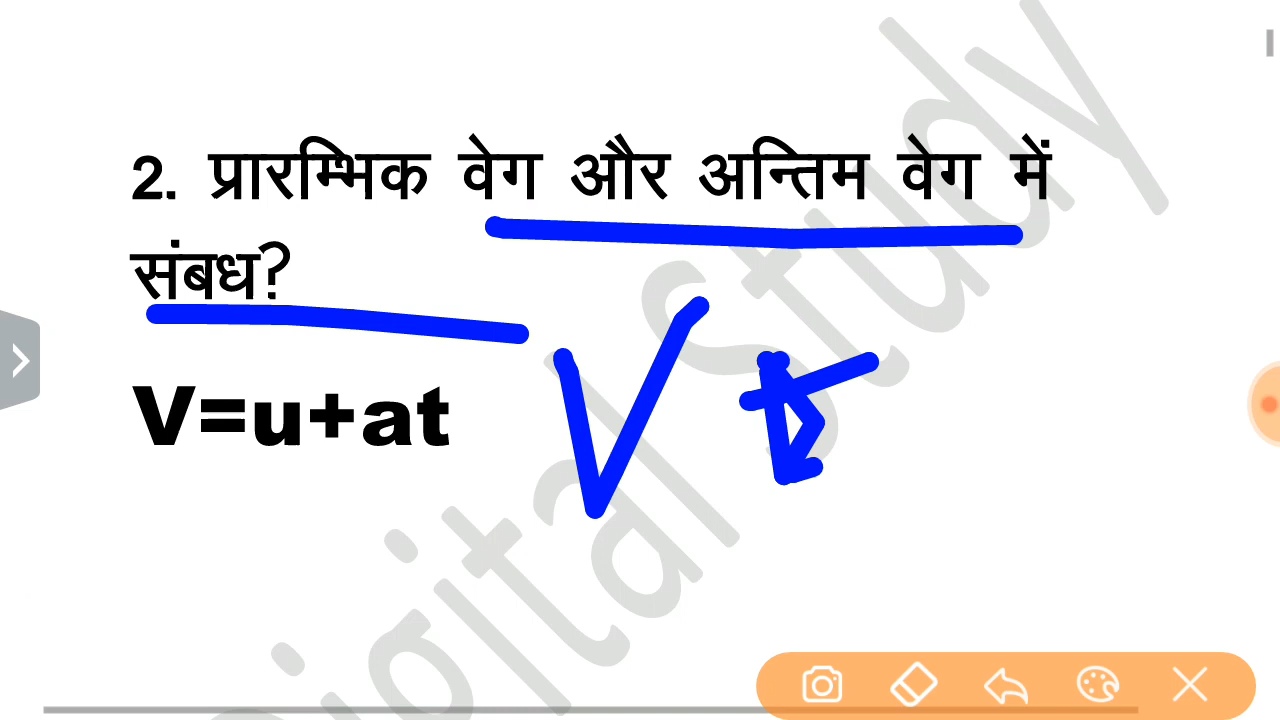 2. प्रारम्भिक वेग और अन्तिम वेग में
संबध?
V=u+at
Digital Study